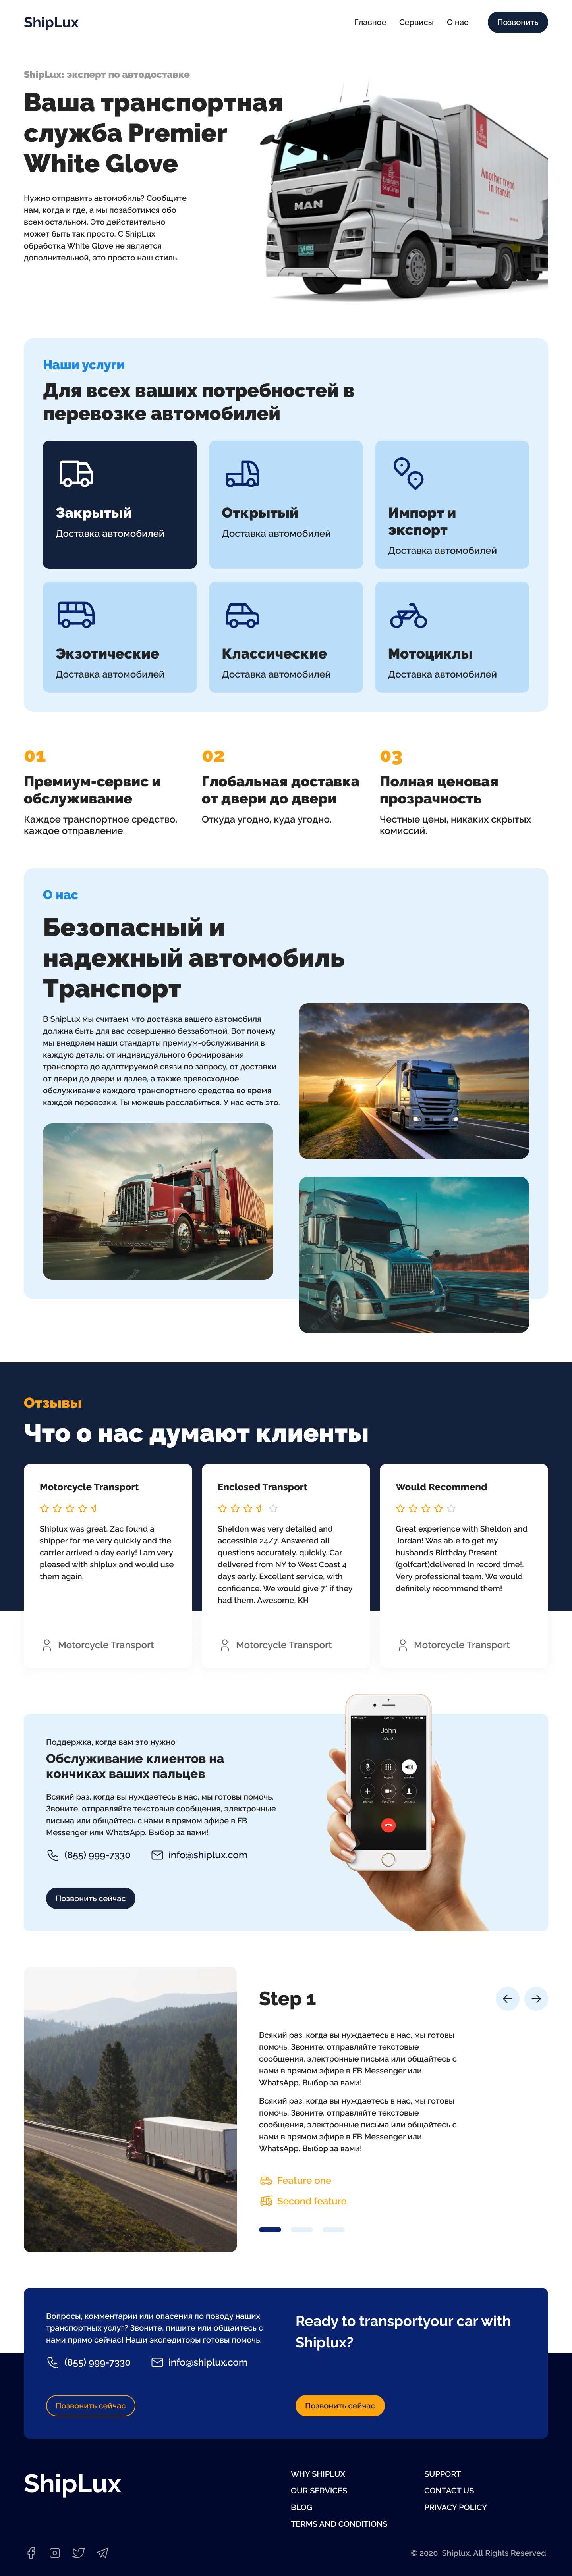 ShipLux
Главное
Сервисы
О нас
Позвонить
ShipLux: эксперт по автодоставке
Ваша транспортная
служба Premier
White Glove
Нужно отправить автомобиль? Сообщите
нам, когда и где, а мы позаботимся обо
всем остальном. Это действительно
может быть так просто. С ShipLux
обработка White Glove не является
дополнительной, это просто наш стиль.
MAN
Emirates
SkyCargo
Another trend
in transit
Наши услуги
Для всех ваших потребностей в
перевозке автомобилей
Закрытый
Доставка автомобилей
Открытый
Доставка автомобилей
Импорт и
экспорт
Доставка автомобилей
Экзотические
Доставка автомобилей
Классические
Доставка автомобилей
Мотоциклы
Доставка автомобилей
01
Премиум-сервис и
обслуживание
Каждое транспортное средство,
каждое отправление.
02
Глобальная доставка
от двери до двери
Откуда угодно, куда угодно.
03
Полная ценовая
прозрачность
Честные цены, никаких скрытых
комиссий.
О нас
Безопасный и
надежный автомобиль
Транспорт
В ShipLux мы считаем, что доставка вашего автомобиля
должна быть для вас совершенно беззаботной. Вот почему
мы внедряем наши стандарты премиум-обслуживания в
каждую деталь: от индивидуального бронирования
транспорта до адаптируемой связи по запросу, от доставки
от двери до двери и далее, а также превосходное
обслуживание каждого транспортного средства во время
каждой перевозки. Ты можешь расслабиться. У нас есть это.
Отзывы
Что о нас думают клиенты
Motorcycle Transport
Shiplux was great. Zac found a
shipper for me very quickly and the
carrier arrived a day early! I am very
pleased with shiplux and would use
them again.
Motorcycle Transport
Enclosed Transport
Sheldon was very detailed and
accessible 24/7. Answered all
questions accurately. quickly. Car
delivered from NY to West Coast 4
days early. Excellent service, with
confidence. We would give 7* if they
had them. Awesome. KH
Motorcycle Transport
Would Recommend
Great experience with Sheldon and
Jordan! Was able to get my
husband's Birthday Present
(golfcart)delivered in record time!.
Very professional team. We would
definitely recommend them!
Motorcycle Transport
Поддержка, когда вам это нужно
Обслуживание клиентов на
кончиках ваших пальцев
Всякий раз, когда вы нуждаетесь в нас, мы готовы помочь.
Звоните, отправляйте текстовые сообщения, электронные
письма или общайтесь с нами в прямом эфире в FB
Messenger или WhatsApp. Выбор за вами!
(855) 999-7330
info@shiplux.com
Позвонить сейчас
John
Step 1
Всякий раз, когда вы нуждаетесь в нас, мы готовы
помочь. Звоните, отправляйте текстовые
сообщения, электронные письма или общайтесь с
нами в прямом эфире в FB Messenger или
WhatsApp. Выбор за вами!
Всякий раз, когда вы нуждаетесь в нас, мы готовы
помочь. Звоните, отправляйте текстовые
сообщения, электронные письма или общайтесь с
нами в прямом эфире в FB Messenger или
WhatsApp. Выбор за вами!
Feature one
Second feature
Вопросы, комментарии или опасения по поводу наших
транспортных услуг? Звоните, пишите или общайтесь с
нами прямо сейчас! Наши экспедиторы готовы помочь.
(855) 999-7330
info@shiplux.com
Позвонить сейчас
Ready to transportyour car with
Shiplux?
Позвонить сейчас
ShipLux
WHY SHIPLUX
OUR SERVICES
BLOG
TERMS AND CONDITIONS
SUPPORT
CONTACT US
PRIVACY POLICY
© 2020 Shiplux. All Rights Reserved.